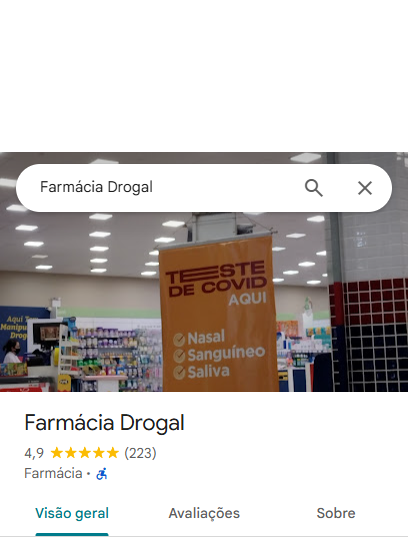 Farmácia Drogal
TESTE
DE COVID
AQUI
Nasal
Sanguíneo
Saliva
Aqui Tem
Manipu
Drog
Farmácia Drogal
4,9 (223)
Farmácia ·
Visão geral
Avaliações
Sobre